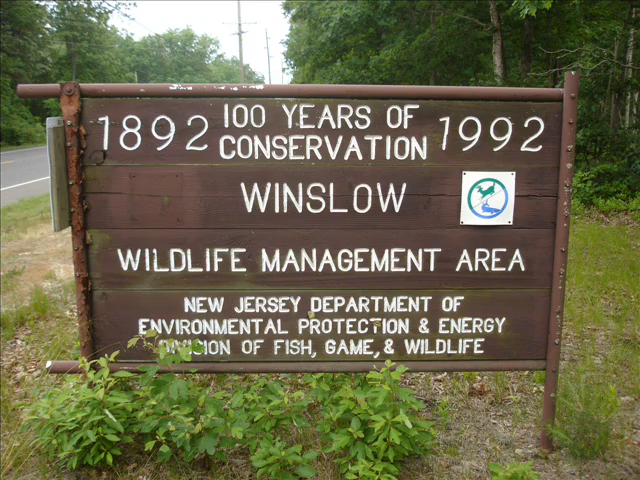 1892 100 YEARS OF CONSERVATION 1992
WINSLOW
WILDLIFE MANAGEMENT AREA
NEW JERSEY DEPARTMENT OF
ENVIRONMENTAL PROTECTION & ENERGY
DIVISION OF FISH, GAME, & WILDLIFE